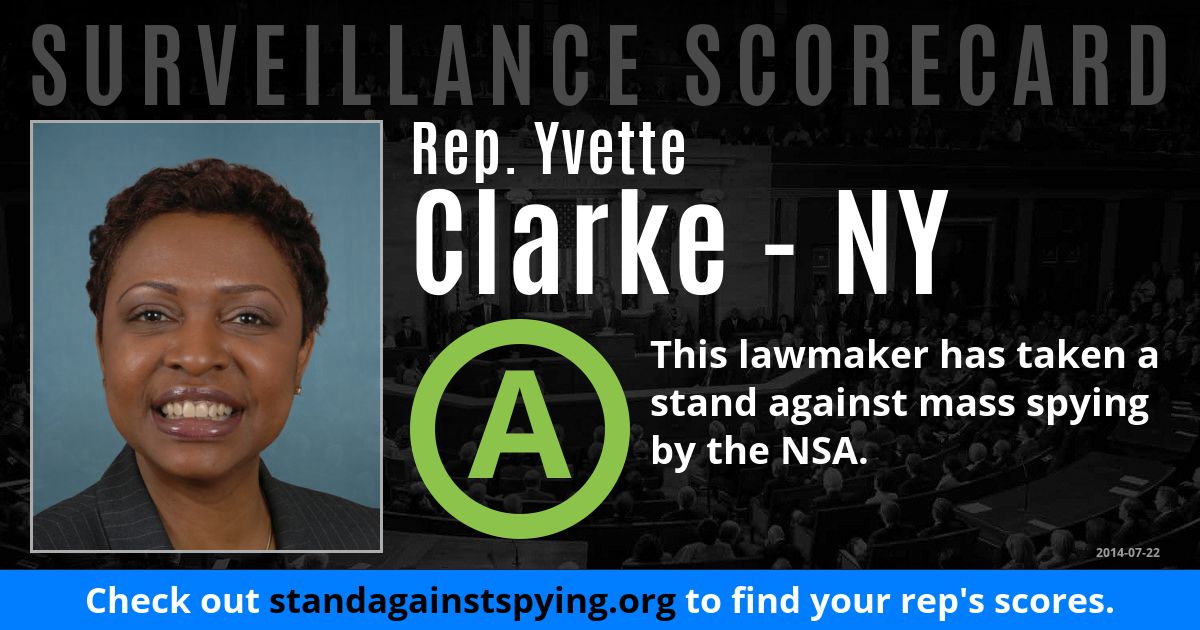 SURVEILLANCE SCORECARD
Rep. Yvette
Clarke - NY
A
This lawmaker has taken a
stand against mass spying
by the NSA.
2014-07-22
Check out standagainstspying.org to find your rep's scores.